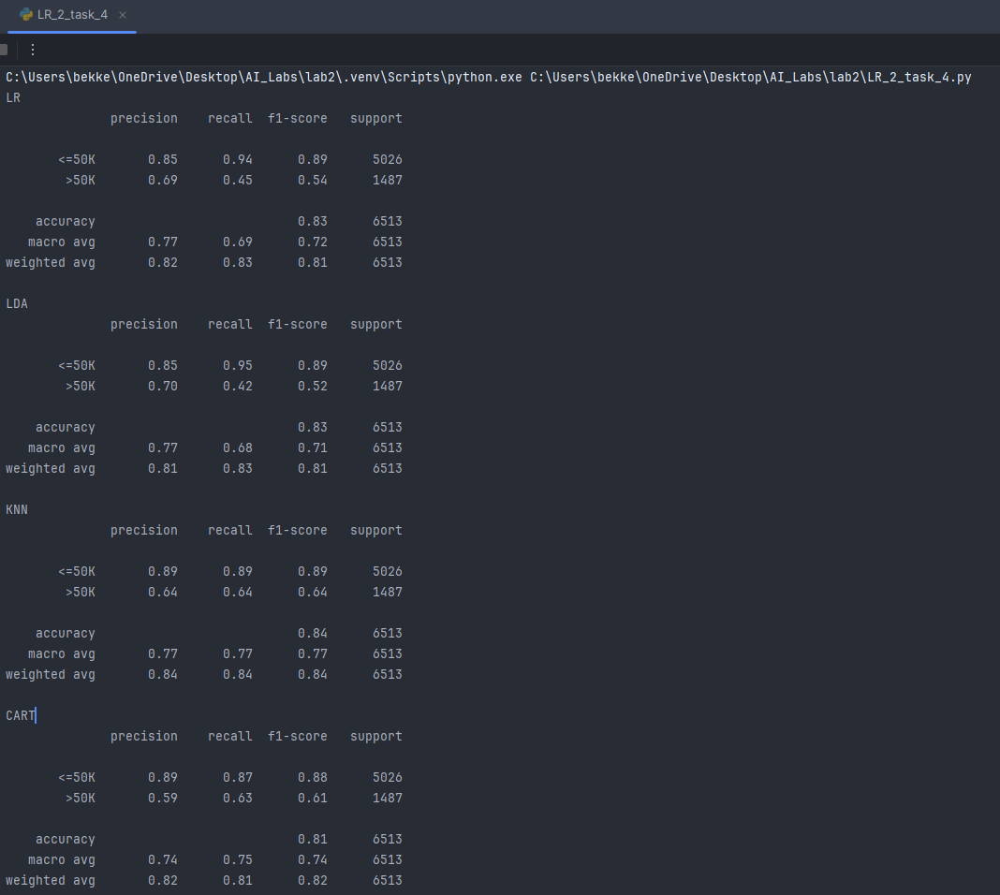 LR_2_task_4
C:\Users\bekke\OneDrive\Desktop\AI_Labs\lab2\.venv\Scripts\python.exe C:\Users\bekke\OneDrive\Desktop\AI_Labs\lab2\LR_2_task_4.py
LR
precision recall f1-score support
<=50K 0.85 0.94 0.89 5026
>50K 0.69 0.45 0.54 1487
accuracy 0.83 6513
macro avg 0.77 0.69 0.72 6513
weighted avg 0.82 0.83 0.81 6513
LDA
precision recall f1-score support
<=50K 0.85 0.95 0.89 5026
>50K 0.70 0.42 0.52 1487
accuracy 0.83 6513
macro avg 0.77 0.68 0.71 6513
weighted avg 0.81 0.83 0.81 6513
KNN
precision recall f1-score support
<=50K 0.89 0.89 0.89 5026
>50K 0.64 0.64 0.64 1487
accuracy 0.84 6513
macro avg 0.77 0.77 0.77 6513
weighted avg 0.84 0.84 0.84 6513
CART
precision recall f1-score support
<=50K 0.89 0.87 0.88 5026
>50K 0.59 0.63 0.61 1487
accuracy 0.81 6513
macro avg 0.74 0.75 0.74 6513
weighted avg 0.82 0.81 0.82 6513